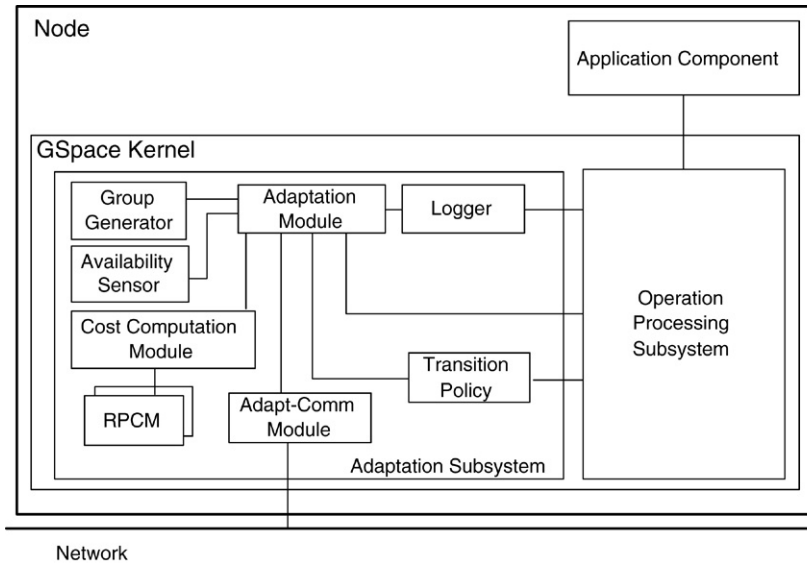 Node
Application Component
GSpace Kernel
Group
Generator
Adaptation
Module
Logger
Availability
Sensor
Operation
Processing
Subsystem
Cost Computation
Module
Transition
Policy
RPCM
Adapt-Comm
Module
Adaptation Subsystem
Network